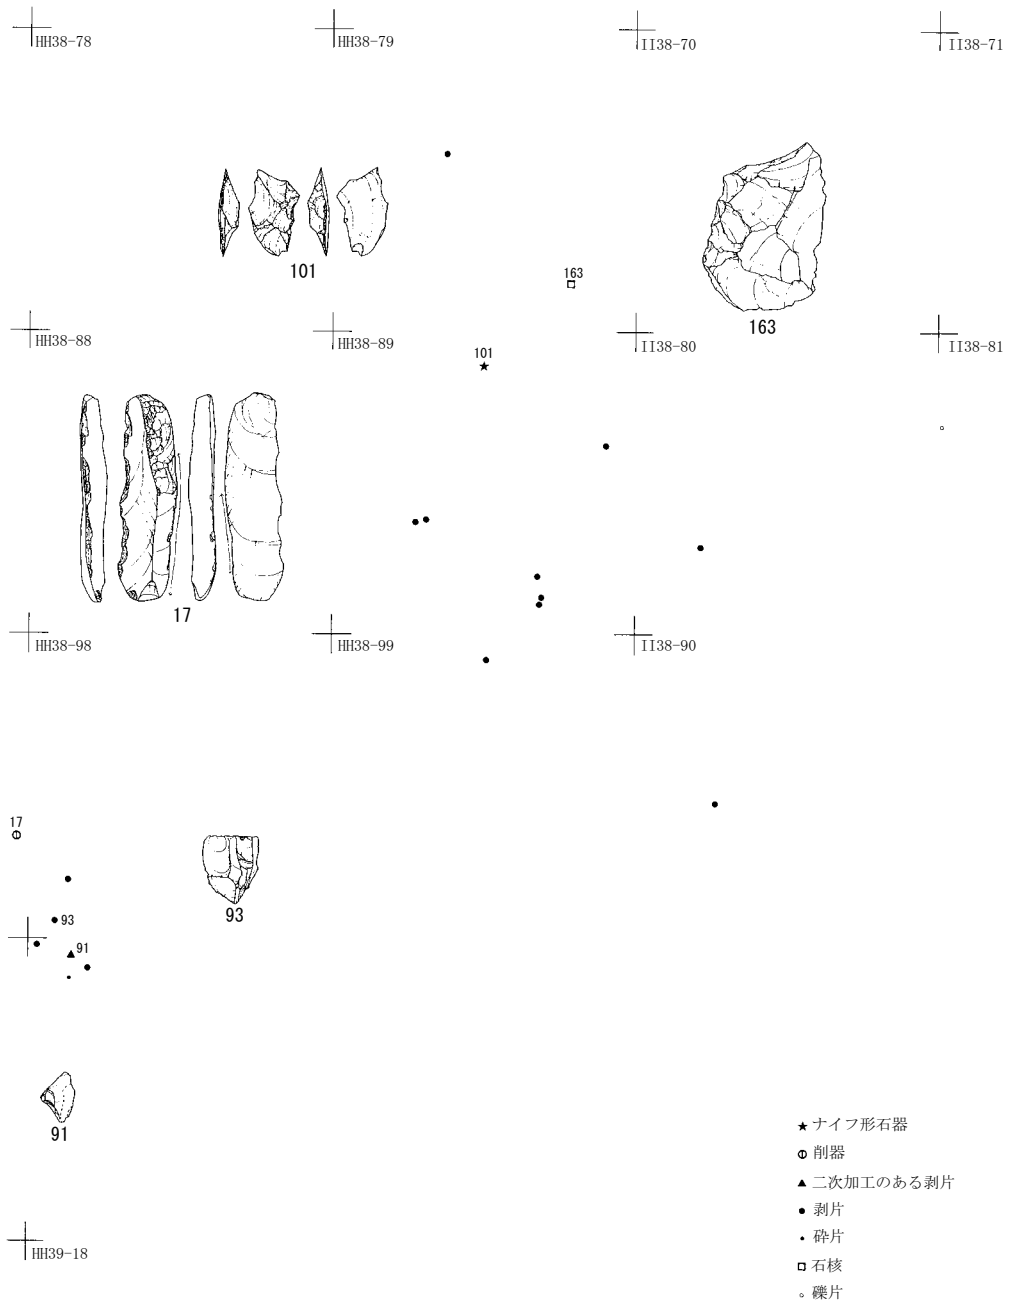 HH38-78
HH38-79
II38-70
II38-71
101
163
163
HH38-88
HH38-89
II38-80
II38-81
101
17
HH38-98
HH38-99
II38-90
17
93
93
91
91
★ ナイフ形石器
削器
▲ 二次加工のある剥片
● 剥片
・ 砕片
□ 石核
○ 礫片
HH39-18